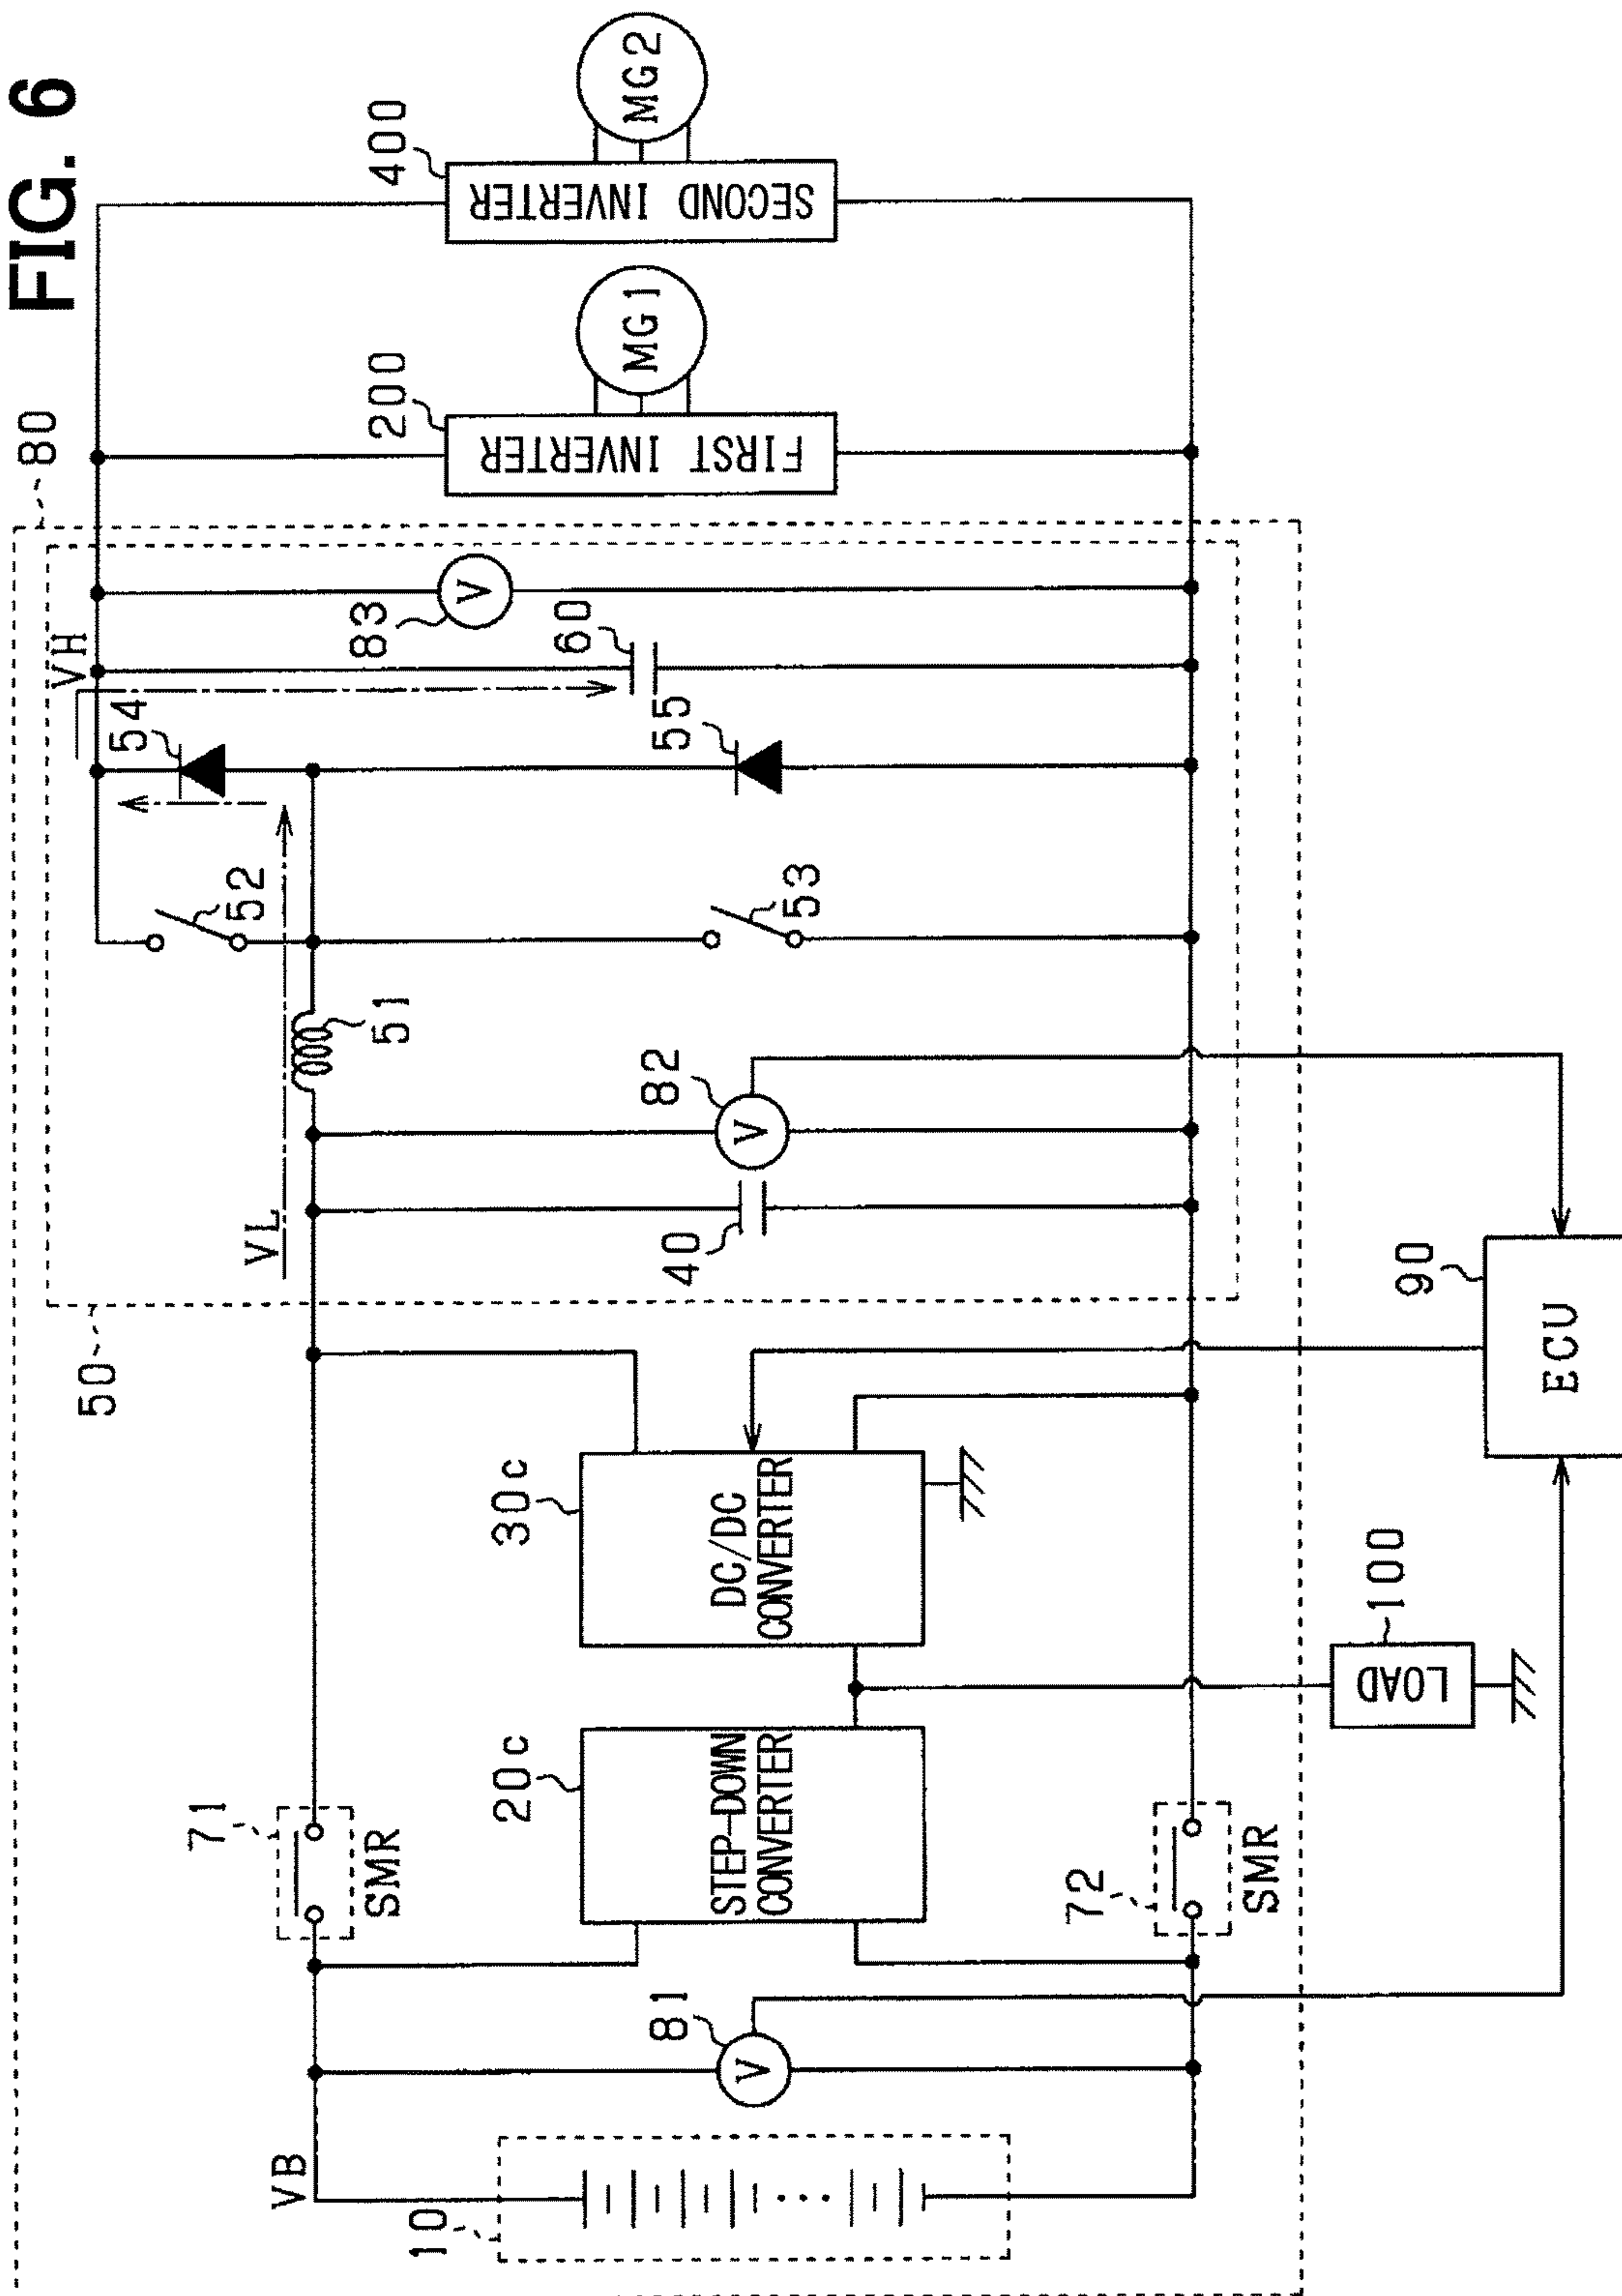 FIG. 6
80
VH
54
83
60
55
52
53
51
82
VL
40
50
V
V
400
SECOND INVERTER
MG2
200
FIRST INVERTER
MG1
30c
DC/DC
CONVERTER
20c
STEP-DOWN
CONVERTER
71
SMR
72
SMR
81
V
VB
10
100
LOAD
90
ECU